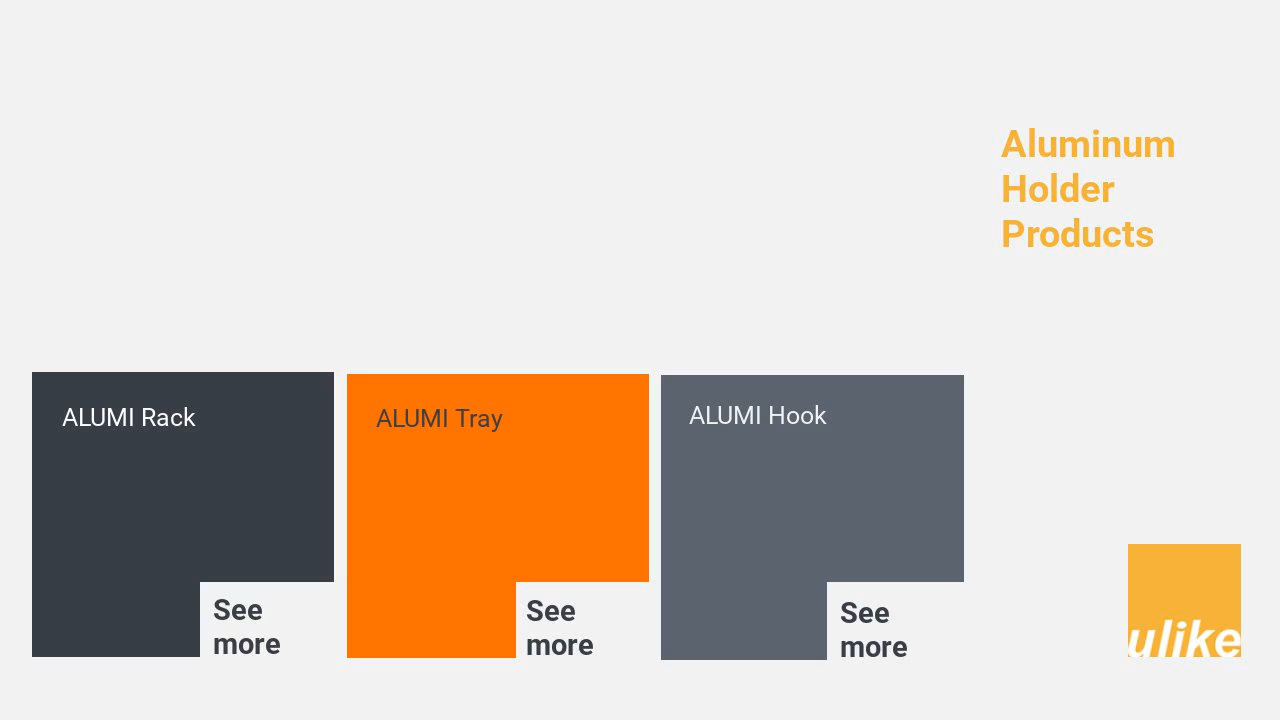 Aluminum
Holder
Products
ALUMI Rack
ALUMI Tray
ALUMI Hook
See
more
See
more
See
more
ulike